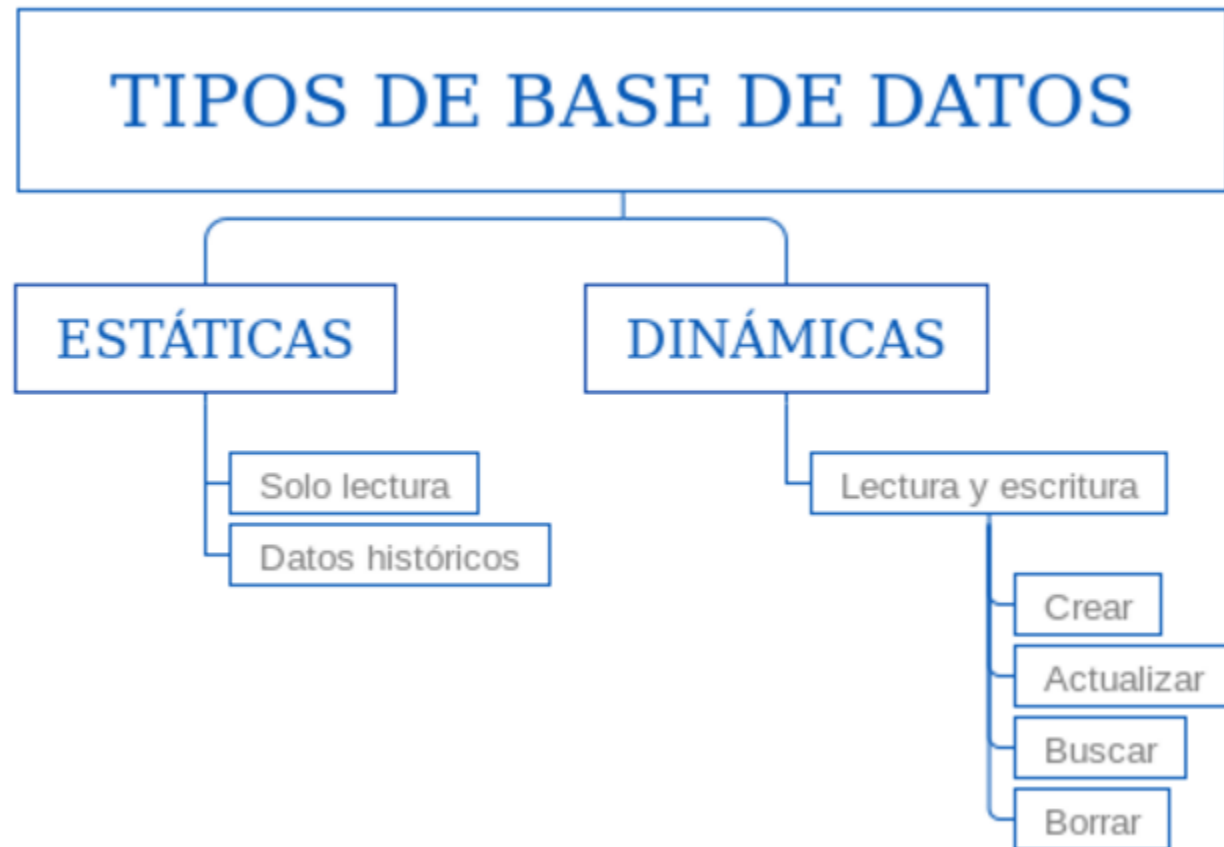 TIPOS DE BASE DE DATOS
ESTÁTICAS
DINÁMICAS
Solo lectura
Datos históricos
Lectura y escritura
Crear
Actualizar
Buscar
Borrar